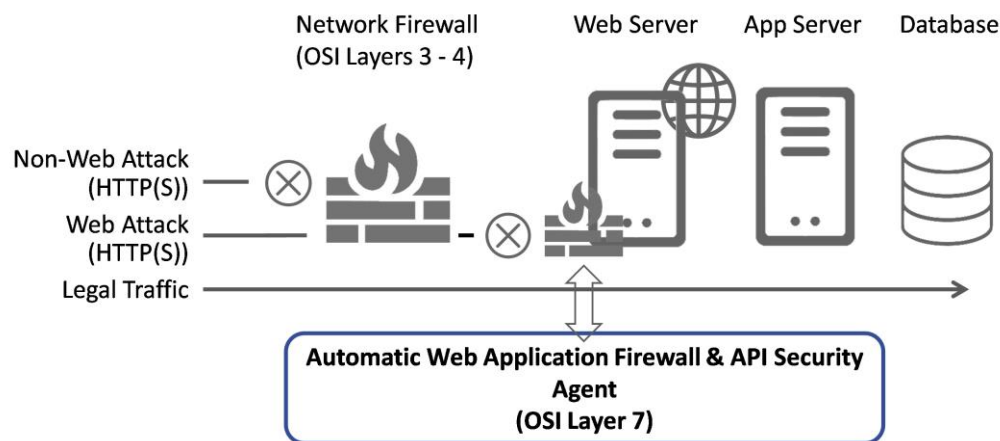 Network Firewall
(OSI Layers 3 - 4)
Web Server
App Server
Database
Non-Web Attack
(HTTP(S))
Web Attack
(HTTP(S))
Legal Traffic
Automatic Web Application Firewall & API Security
Agent
(OSI Layer 7)